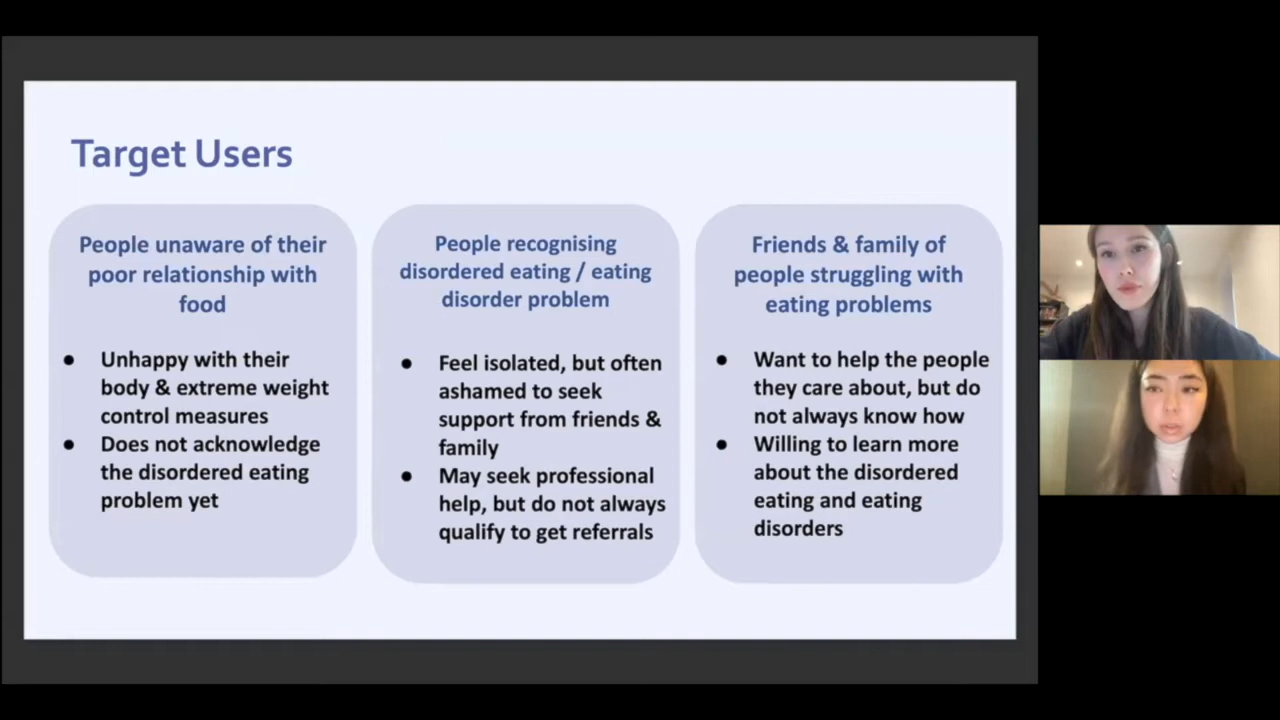 Target Users
People unaware of their
poor relationship with
food
● Unhappy with their
body & extreme weight
control measures
● Does not acknowledge
the disordered eating
problem yet
People recognising
disordered eating / eating
disorder problem
● Feel isolated, but often
ashamed to seek
support from friends &
family
● May seek professional
help, but do not always
qualify to get referrals
Friends & family of
people struggling with
eating problems
● Want to help the people
they care about, but do
not always know how
● Willing to learn more
about the disordered
eating and eating
disorders